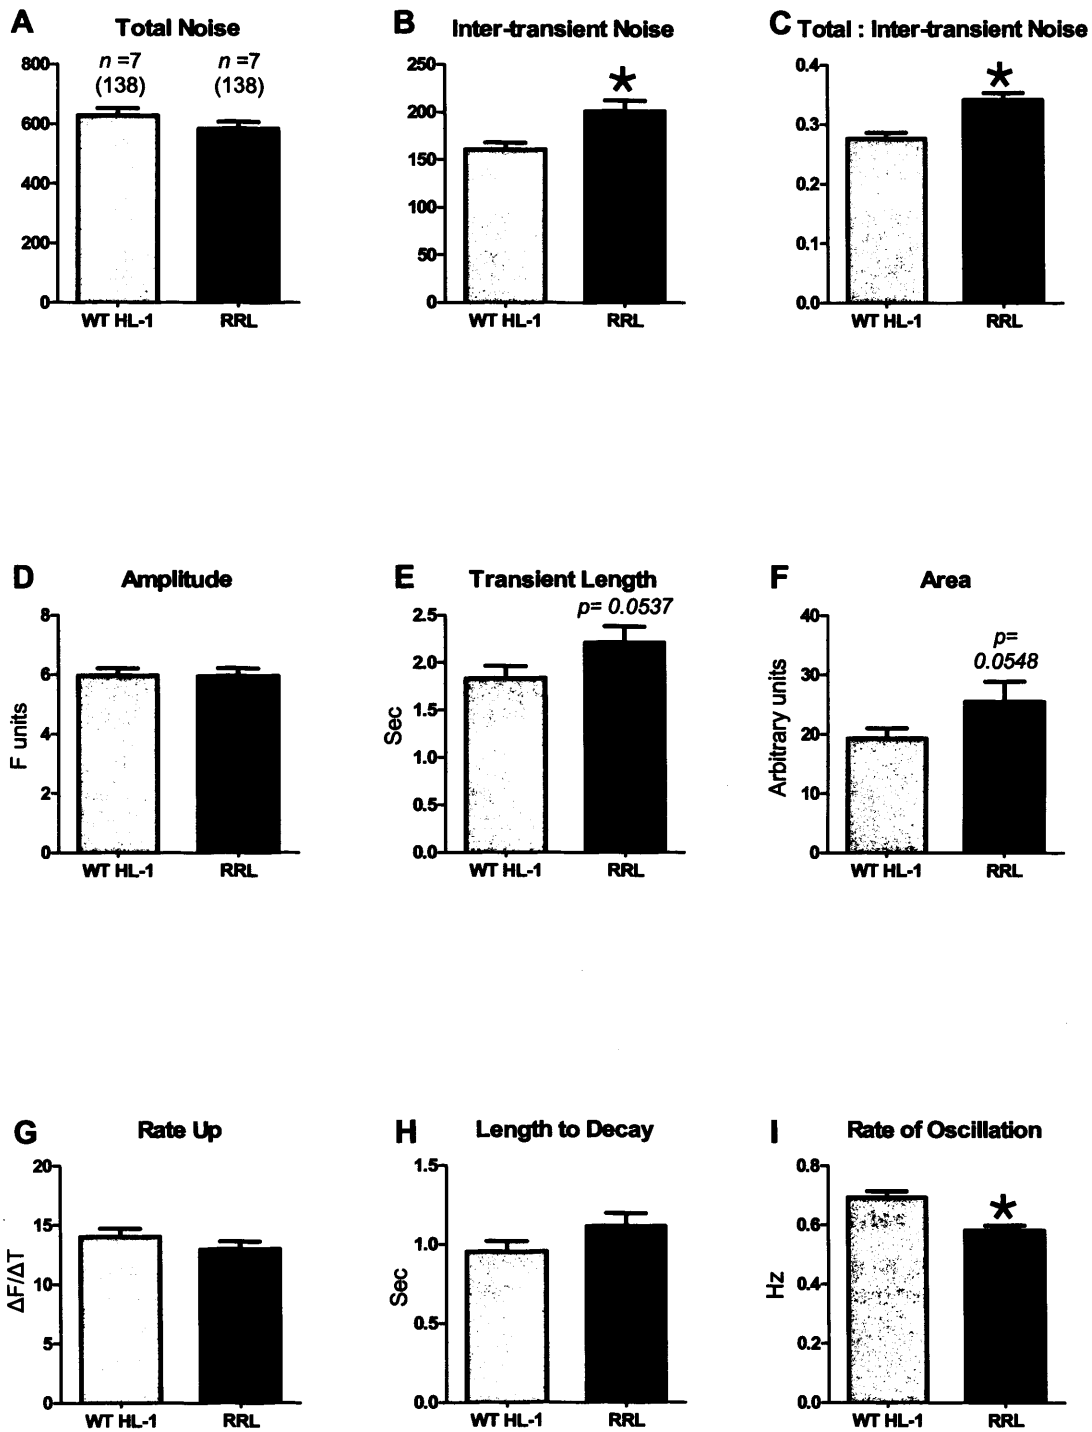 A Total Noise
800
600
400
200
0
n =7
(138)
n =7
(138)
WT HL-1 RRL
B Inter-transient Noise
250
200
150
100
50
0
*
WT HL-1 RRL
C Total : Inter-transient Noise
0.4
0.3
0.2
0.1
0.0
*
WT HL-1 RRL
D Amplitude
F units
8
6
4
2
0
WT HL-1 RRL
E Transient Length
p= 0.0537
Sec
2.5
2.0
1.5
1.0
0.5
0.0
WT HL-1 RRL
F Area
p=
0.0548
Arbitrary units
40
30
20
10
0
WT HL-1 RRL
G Rate Up
ΔF/ΔT
20
15
10
5
0
WT HL-1 RRL
H Length to Decay
Sec
1.5
1.0
0.5
0.0
WT HL-1 RRL
I Rate of Oscillation
Hz
0.8
0.6
0.4
0.2
0.0
*
WT HL-1 RRL